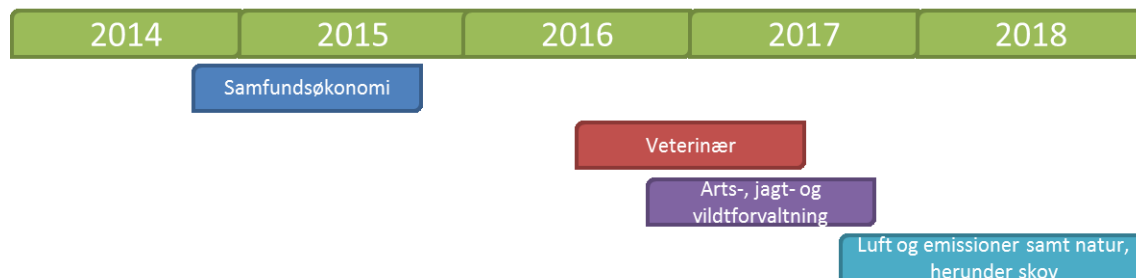 2014 2015 2016 2017 2018
Samfundsøkonomi
Veterinær
Arts-, jagt- og
vildtforvaltning
Luft og emissioner samt natur,
herunder skov